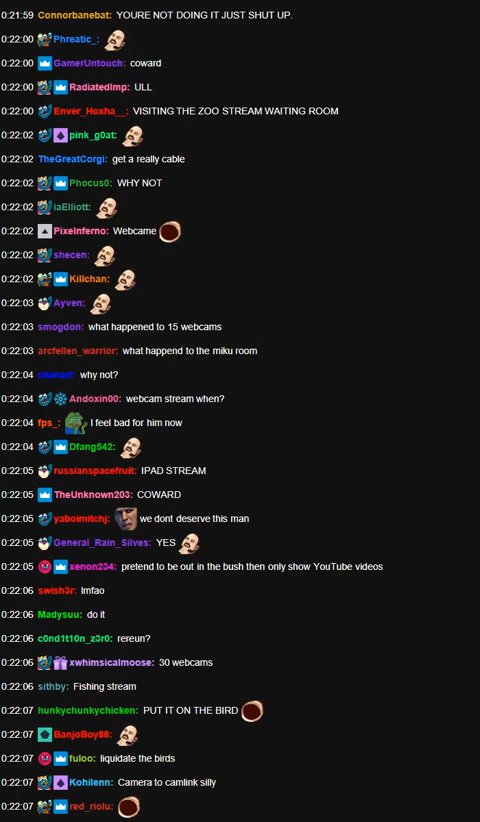 0:21:59 Connorbanebat: YOURE NOT DOING IT JUST SHUT UP.
0:22:00 Phreatic_:
0:22:00 GamerUntouch: coward
0:22:00 RadiatedImp: ULL
0:22:00 Enver_Hoxha__: VISITING THE ZOO STREAM WAITING ROOM
0:22:02 pink_g0at:
0:22:02 TheGreatCorgi: get a really cable
0:22:02 Phocus0: WHY NOT
0:22:02 iaElliott:
0:22:02 PixeInferno: Webcame
0:22:02 shecen:
0:22:02 Killchan:
0:22:03 Ayven:
0:22:03 smogdon: what happened to 15 webcams
0:22:03 arcfellen_warrior: what happend to the miku room
0:22:04 why not?
0:22:04 Andoxin00: webcam stream when?
0:22:04 fps_: I feel bad for him now
0:22:04 Dfang542:
0:22:05 russianspacefruit: IPAD STREAM
0:22:05 TheUnknown203: COWARD
0:22:05 yaboimitchj: we dont deserve this man
0:22:05 General_Rain_Silves: YES
0:22:05 xenon234: pretend to be out in the bush then only show YouTube videos
0:22:06 swish3r: lmfao
0:22:06 Madysuu: do it
0:22:06 c0nd1t10n_z3r0: rereun?
0:22:06 xwhimsicalmoose: 30 webcams
0:22:06 sithby: Fishing stream
0:22:07 hunkychunkychicken: PUT IT ON THE BIRD
0:22:07 BanjoBoy88:
0:22:07 fuloo: liquidate the birds
0:22:07 Kohilenn: Camera to camlink silly
0:22:07 red_riolu: